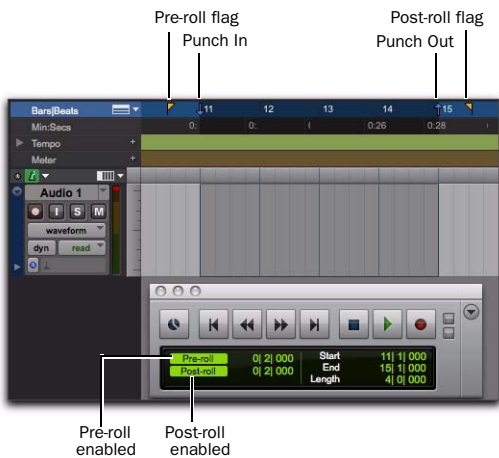 Pre-roll flag
Post-roll flag
Punch In
Punch Out
Bars|Beats
11 12 13 14 15
Min:Secs
0: 0: 0:26 0:28
Tempo +
Meter +
Audio 1
I S M
waveform
dyn read
Pre-roll 0| 2| 000
Post-roll 0| 2| 000
Start 11| 1| 000
End 15| 1| 000
Length 4| 0| 000
Pre-roll enabled
Post-roll enabled